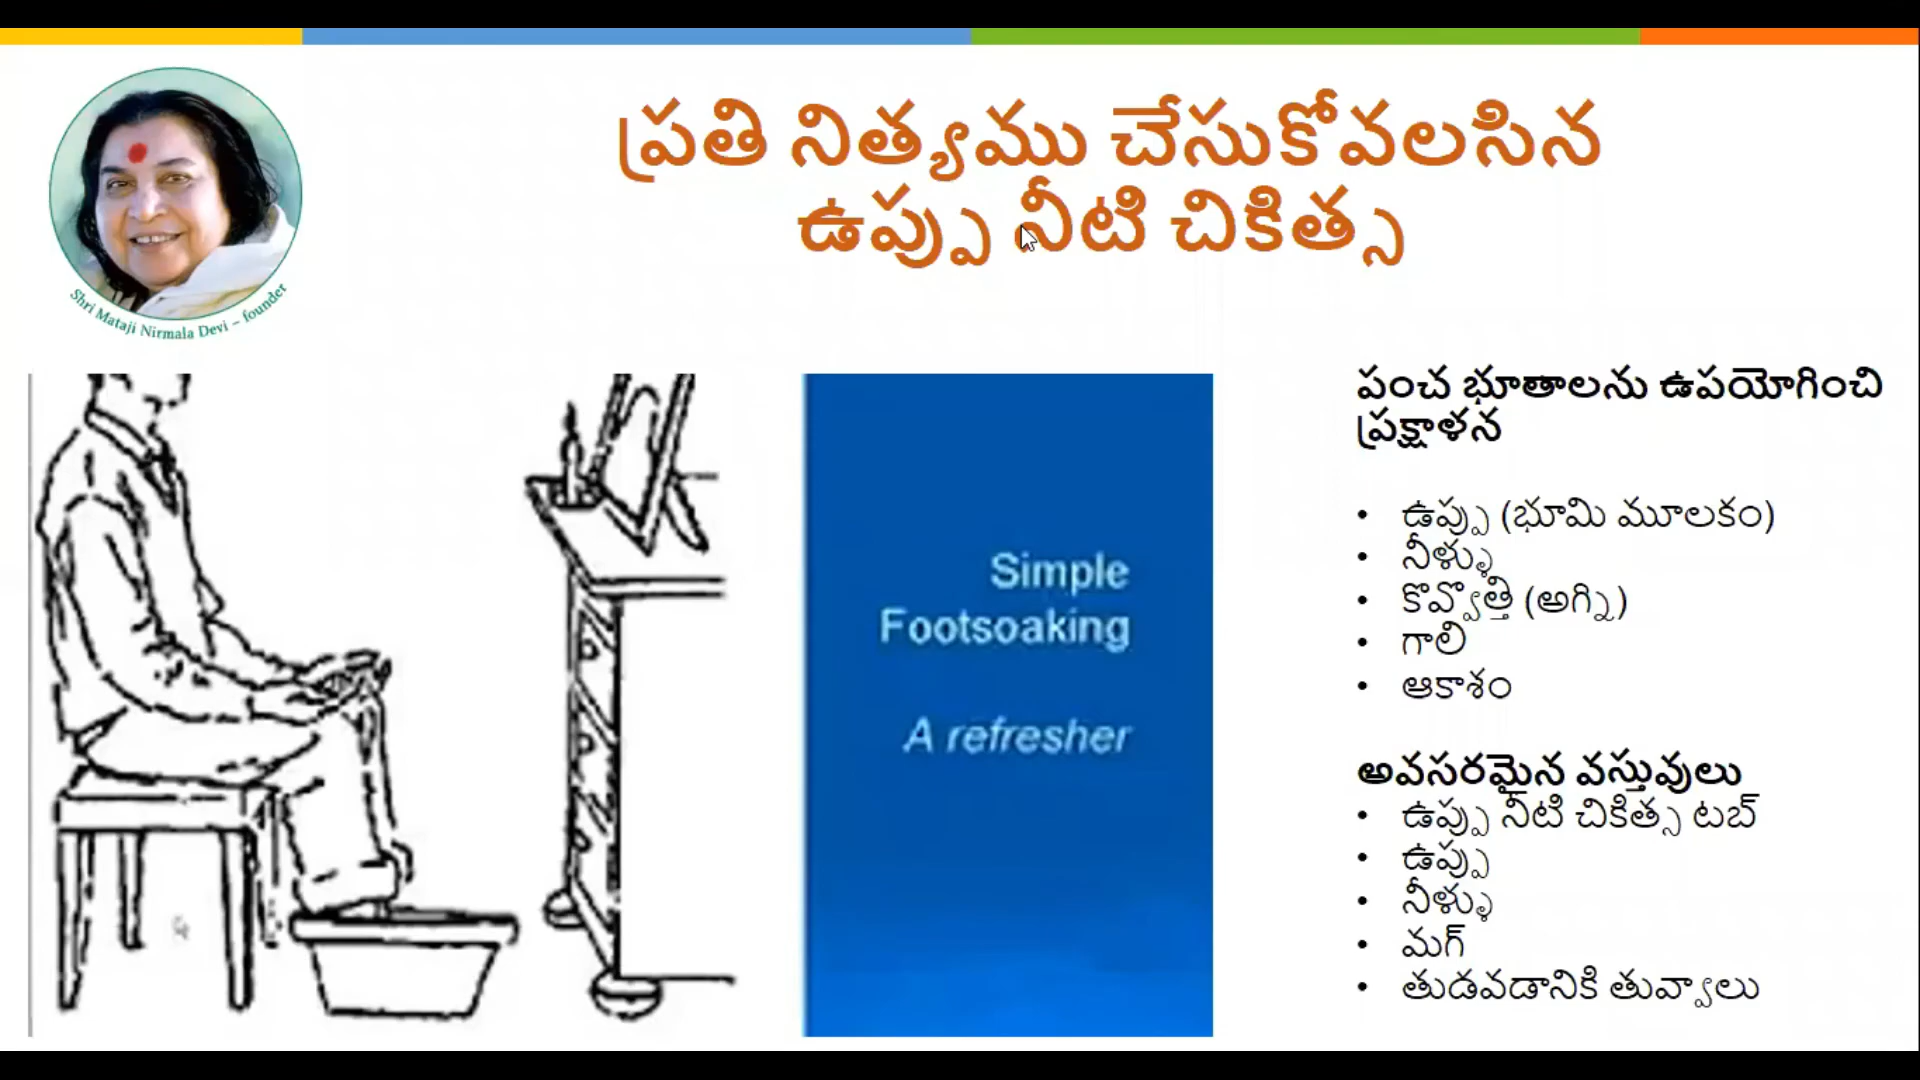 ప్రతి నిత్యము చేసుకోవలసిన
ఉప్పు నీటి చికిత్స
Shri Mataji Nirmala Devi – founder
Simple
Footsoaking
A refresher
పంచ భూతాలను ఉపయోగించి
ప్రక్షాళన
• ఉప్పు (భూమి మూలకం)
• నీళ్ళు
• కొవ్వొత్తి (అగ్ని)
• గాలి
• ఆకాశం
అవసరమైన వస్తువులు
• ఉప్పు నీటి చికిత్స టబ్
• ఉప్పు
• నీళ్ళు
• మగ్
• తుడవడానికి తువ్వాలు